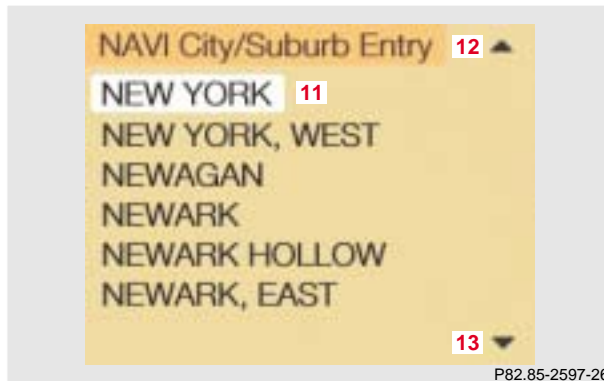 NAVI City/Suburb Entry 12
NEW YORK 11
NEW YORK, WEST
NEWAGAN
NEWARK
NEWARK HOLLOW
NEWARK, EAST
13
P82.85-2597-26